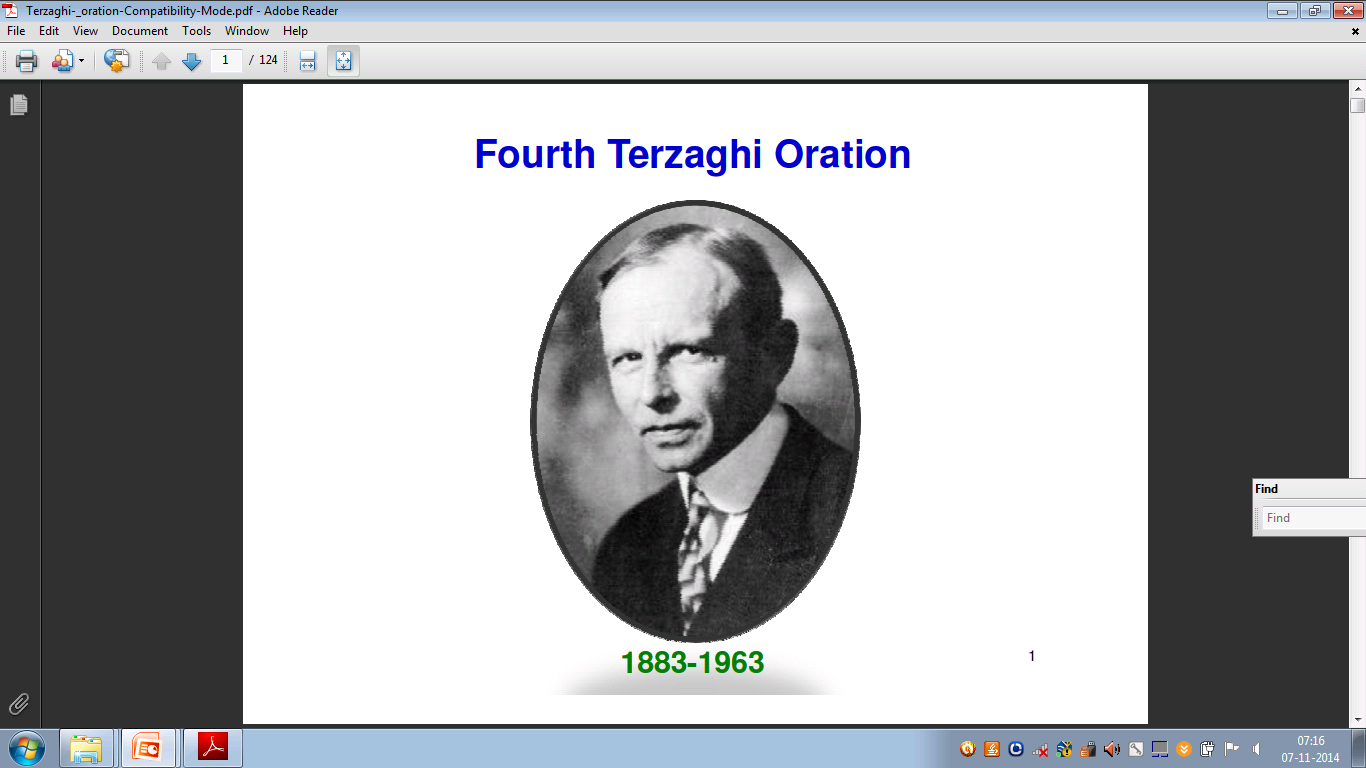 Terzaghi-_oration-Compatibility-Mode.pdf - Adobe Reader
File Edit View Document Tools Window Help
1 / 124
Fourth Terzaghi Oration
1883-1963
1
Find
Find
07:16
07-11-2014